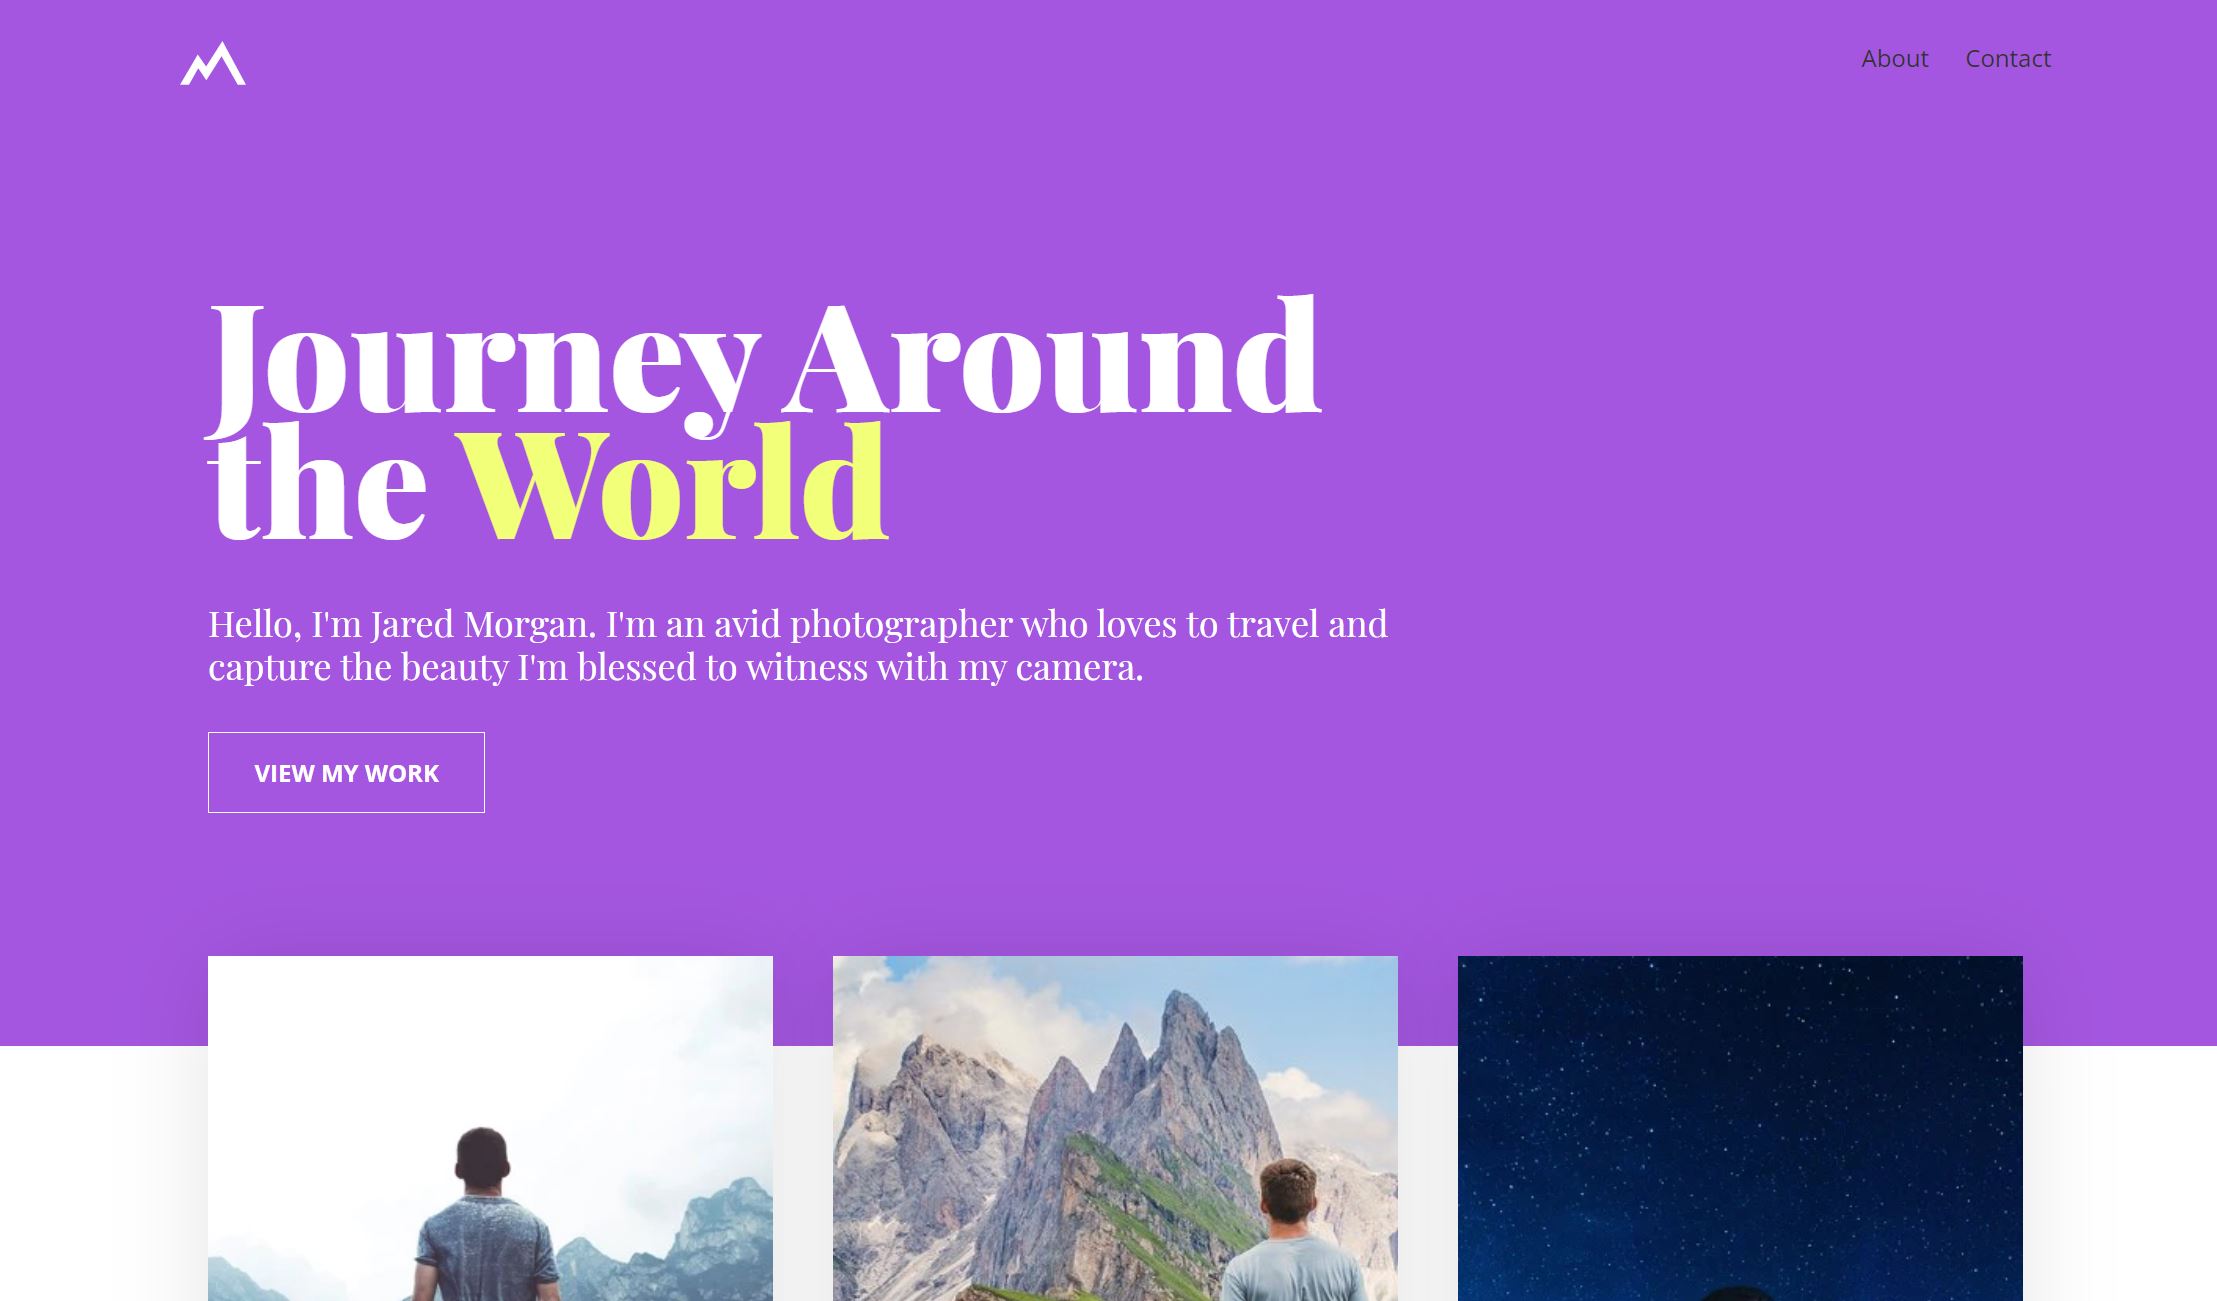 About
Contact
Journey Around
the World
Hello, I'm Jared Morgan. I'm an avid photographer who loves to travel and
capture the beauty I'm blessed to witness with my camera.
VIEW MY WORK